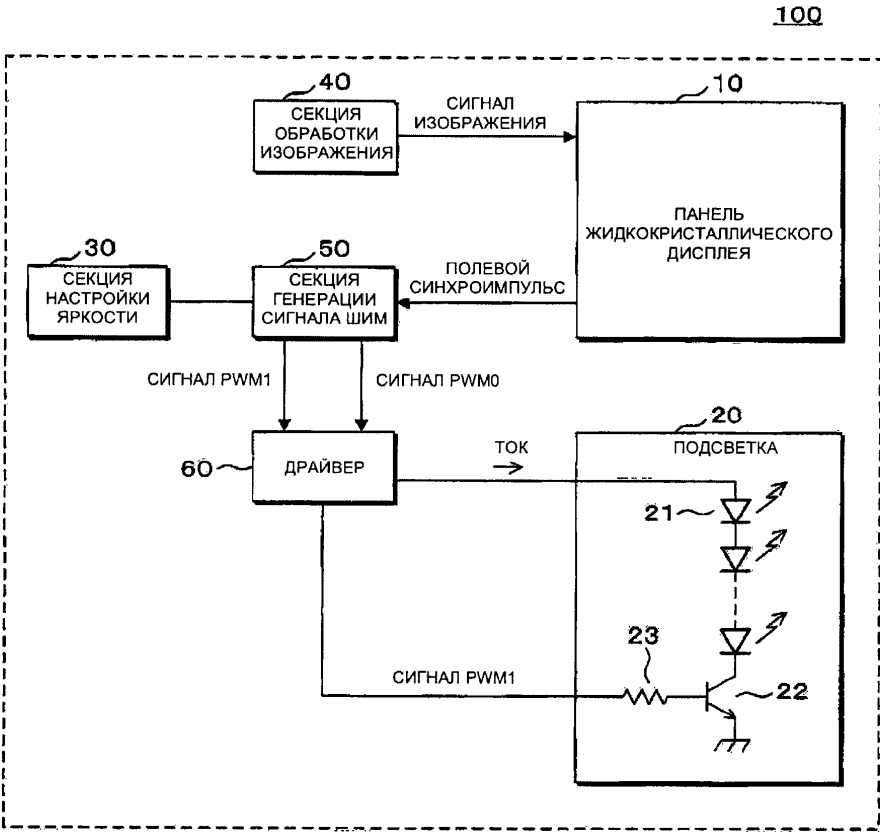 100
40
СЕКЦИЯ
ОБРАБОТКИ
ИЗОБРАЖЕНИЯ
СИГНАЛ
ИЗОБРАЖЕНИЯ
10
ПАНЕЛЬ
ЖИДКОКРИСТАЛЛИЧЕСКОГО
ДИСПЛЕЯ
30
СЕКЦИЯ
НАСТРОЙКИ
ЯРКОСТИ
50
СЕКЦИЯ
ГЕНЕРАЦИИ
СИГНАЛА ШИМ
ПОЛЕВОЙ
СИНХРОИМПУЛЬС
СИГНАЛ PWM1
СИГНАЛ PWM0
60
ДРАЙВЕР
ТОК
20
ПОДСВЕТКА
21
23
22
СИГНАЛ PWM1